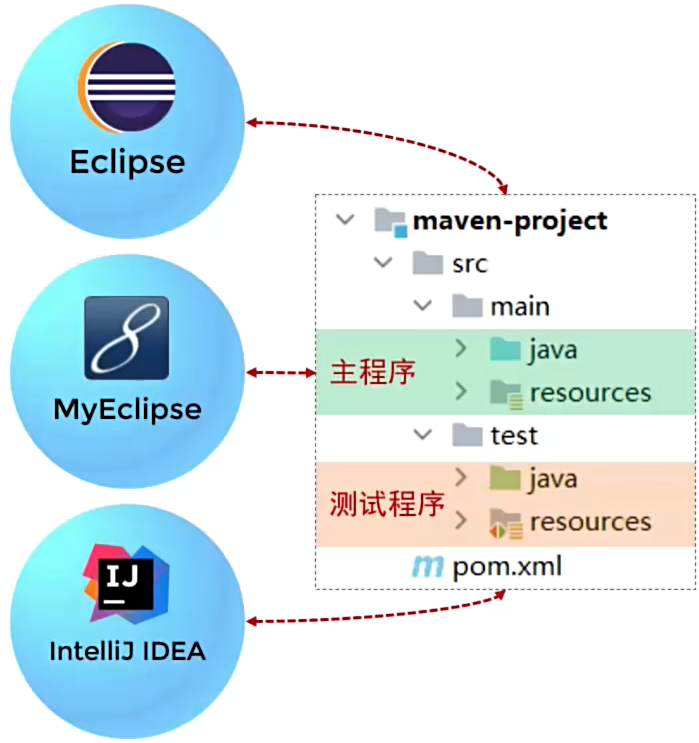 Eclipse
MyEclipse
IJ
IntelliJ IDEA
maven-project
src
main
主程序
java
resources
test
测试程序
java
resources
m pom.xml